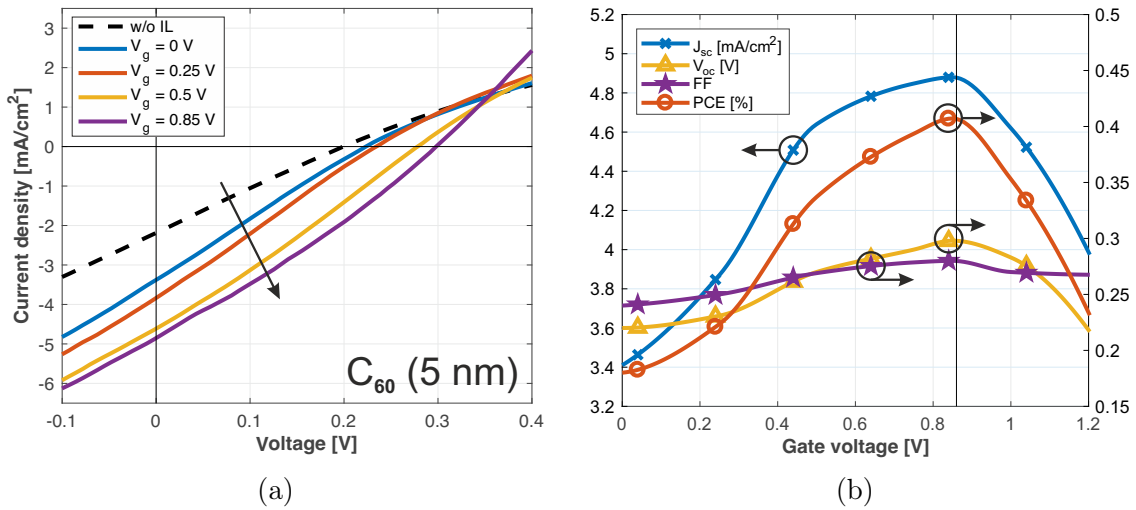 w/o IL
V_g = 0 V
V_g = 0.25 V
V_g = 0.5 V
V_g = 0.85 V
3
2
1
0
-1
-2
-3
-4
-5
-6
Current density [mA/cm²]
C₆₀ (5 nm)
-0.1
0
0.1
0.2
0.3
0.4
Voltage [V]
(a)
J_sc [mA/cm²]
V_oc [V]
FF
PCE [%]
5.2
5
4.8
4.6
4.4
4.2
4
3.8
3.6
3.4
3.2
0.5
0.45
0.4
0.35
0.3
0.25
0.2
0.15
0
0.2
0.4
0.6
0.8
1
1.2
Gate voltage [V]
(b)